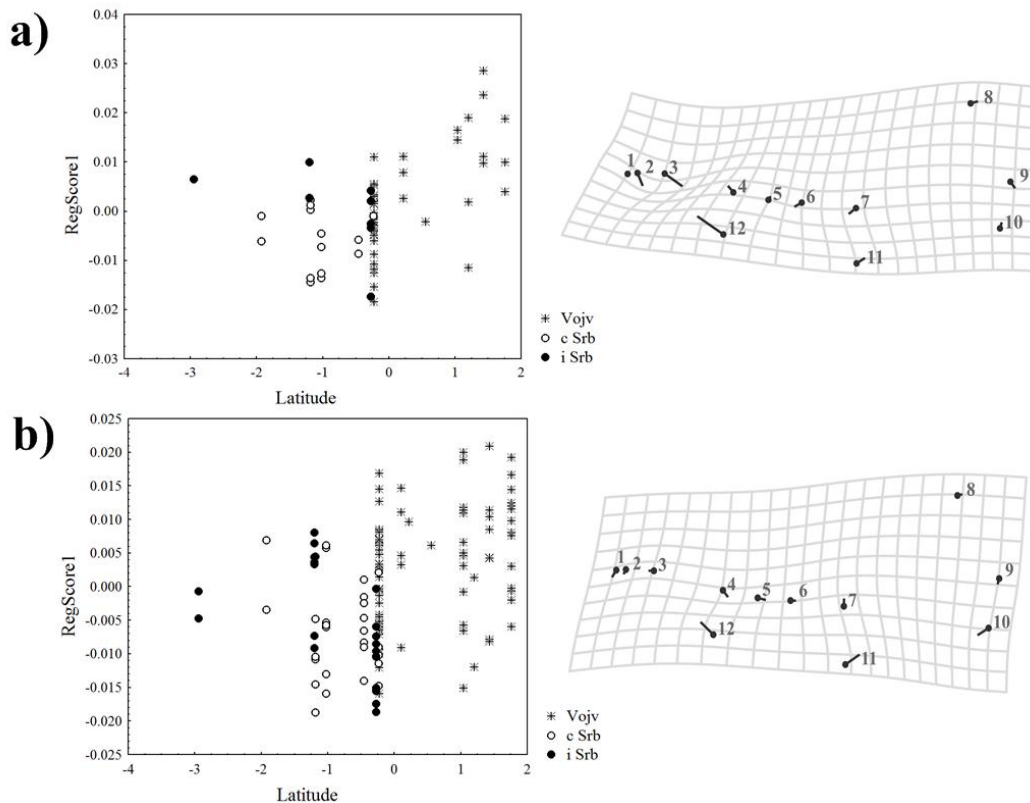 a)
0.04
0.03
0.02
0.01
0.00
-0.01
-0.02
-0.03
RegScore1
-4 -3 -2 -1 0 1 2
Latitude
Vojv
c Srb
i Srb
1 2 3 4 5 6 7 8 9 10 11 12
b)
0.025
0.020
0.015
0.010
0.005
0.000
-0.005
-0.010
-0.015
-0.020
-0.025
RegScore1
-4 -3 -2 -1 0 1 2
Latitude
Vojv
c Srb
i Srb
1 2 3 4 5 6 7 8 9 10 11 12